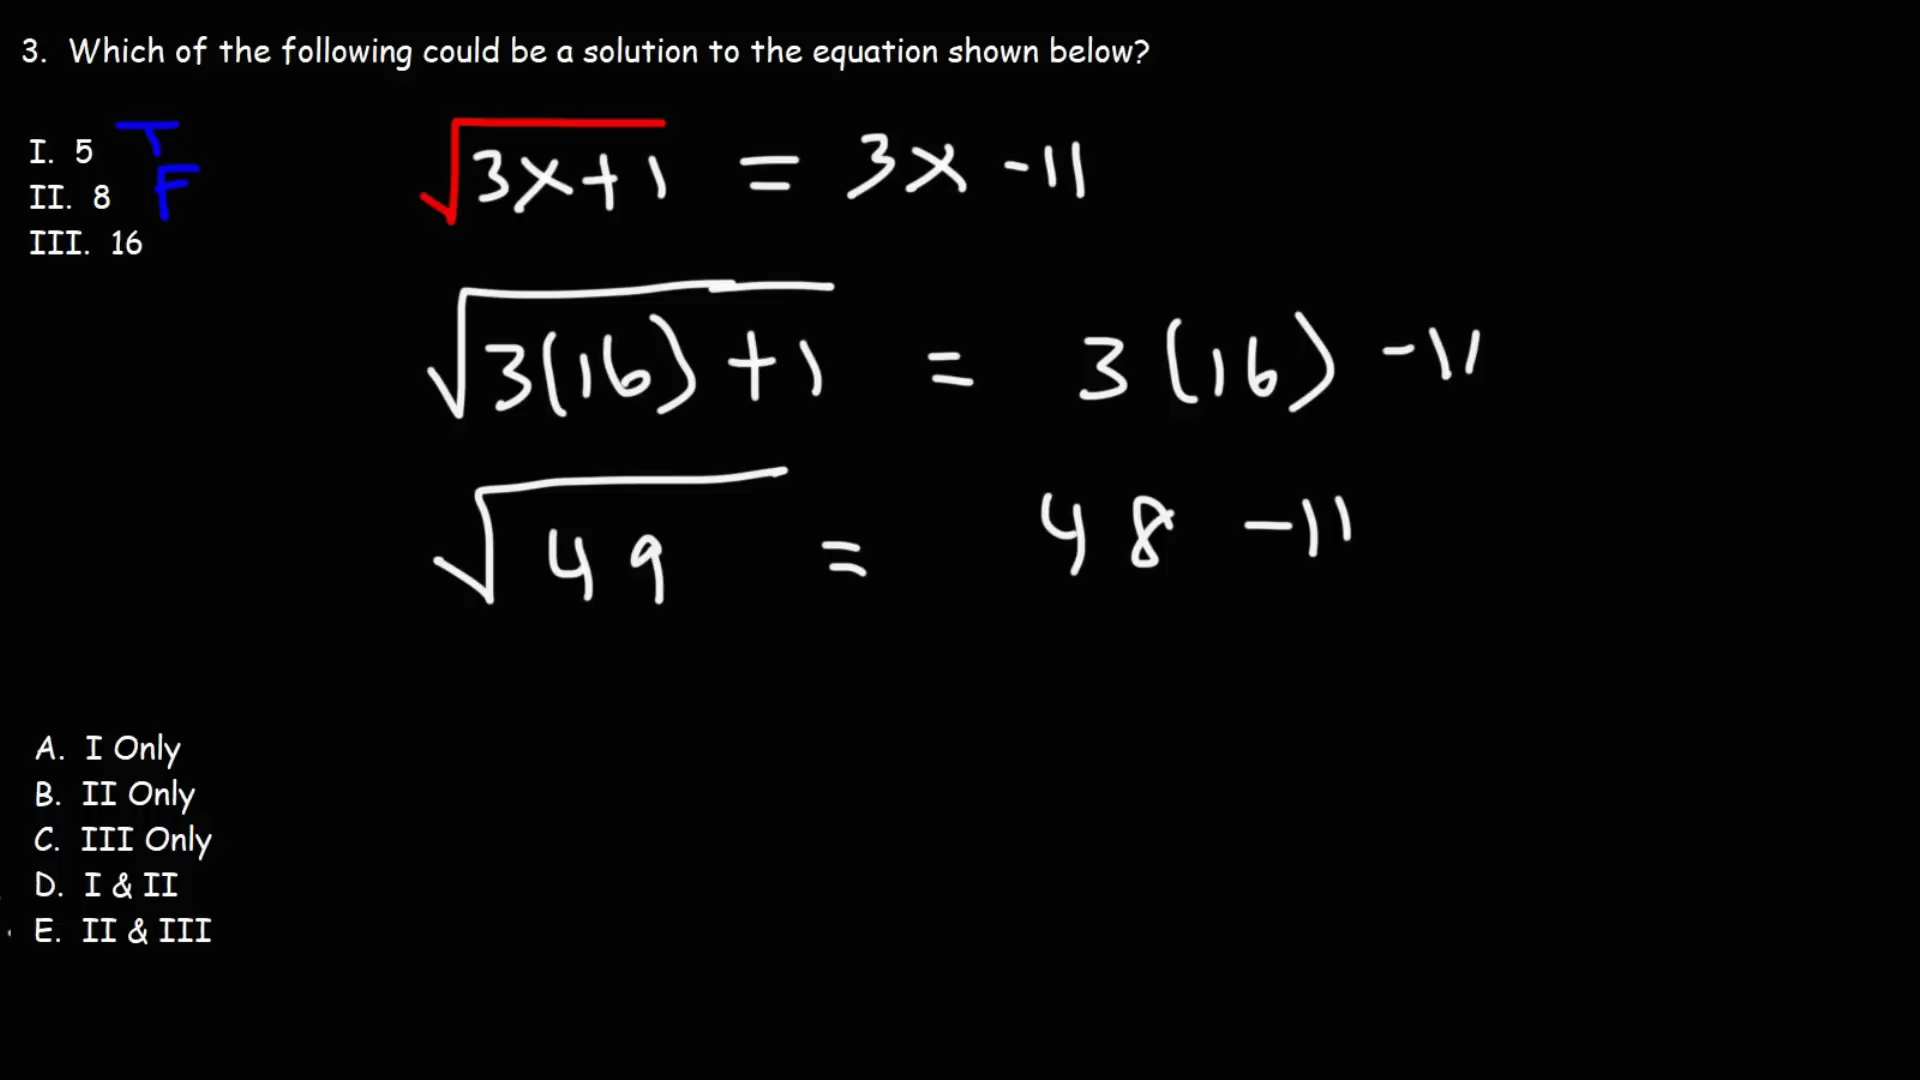 3. Which of the following could be a solution to the equation shown below?
I. 5 T
II. 8 F
III. 16
√3x+1 = 3x -11
√3(16) +1 = 3(16) -11
√49 = 48 -11
A. I Only
B. II Only
C. III Only
D. I & II
E. II & III